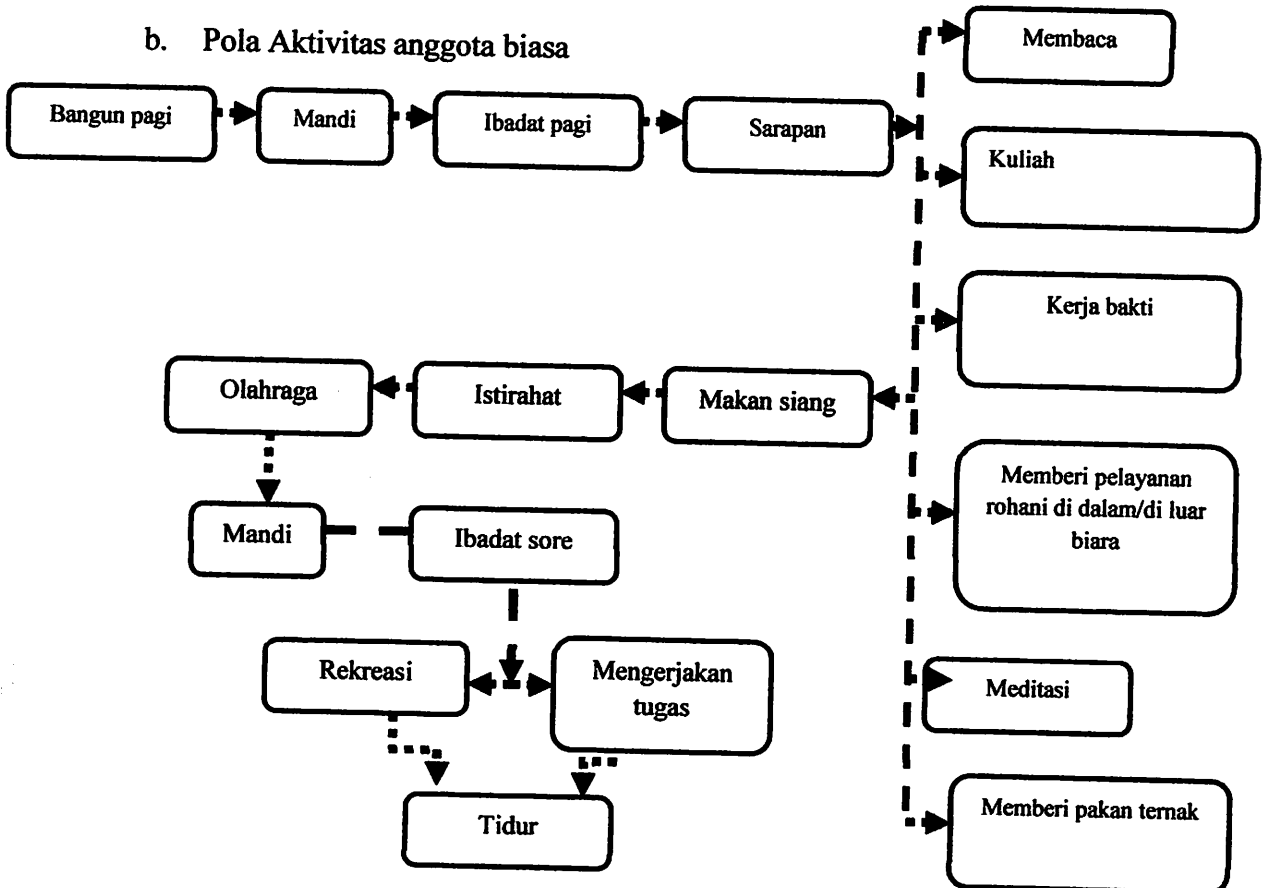 b. Pola Aktivitas anggota biasa
Bangun pagi
Mandi
Ibadat pagi
Sarapan
Membaca
Kuliah
Kerja bakti
Memberi pelayanan
rohani di dalam/di luar
biara
Meditasi
Memberi pakan ternak
Makan siang
Istirahat
Olahraga
Mandi
Ibadat sore
Rekreasi
Mengerjakan
tugas
Tidur